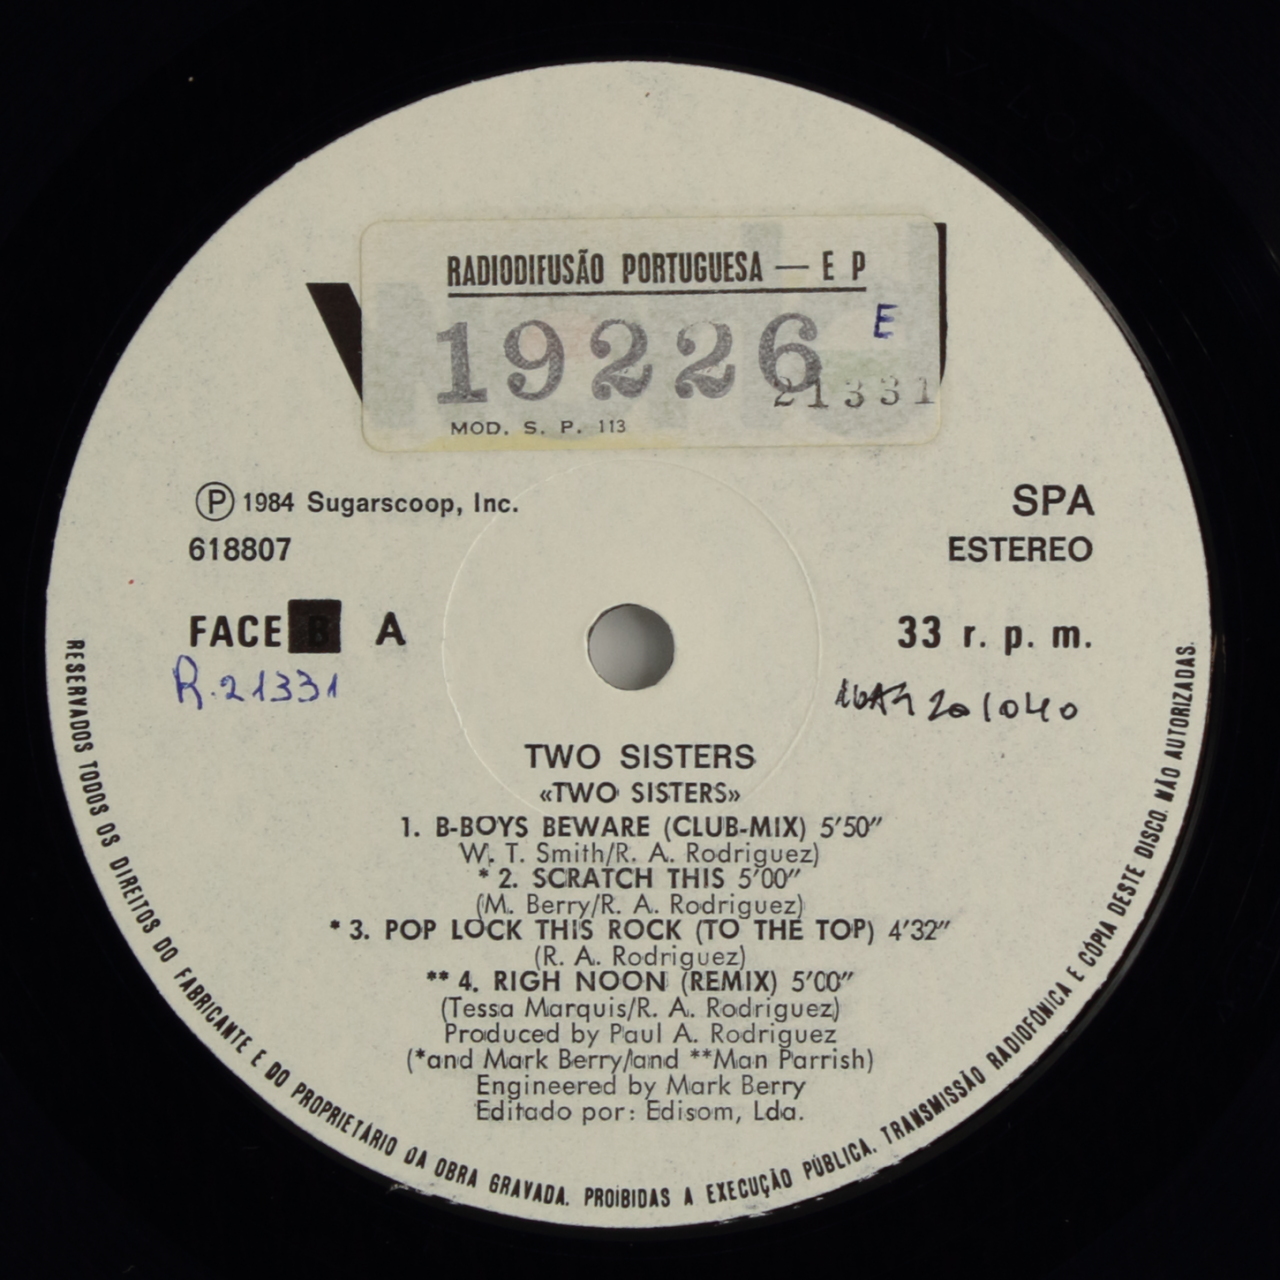 RADIODIFUSÃO PORTUGUESA — E P
E
19226
21331
MOD. S. P. 113
Ⓟ 1984 Sugarscoop, Inc.
618807
SPA
ESTEREO
FACE B A
33 r. p. m.
R.21331
201040
TWO SISTERS
«TWO SISTERS»
1. B-BOYS BEWARE (CLUB-MIX) 5'50"
W. T. Smith/R. A. Rodriguez)
* 2. SCRATCH THIS 5'00"
(M. Berry/R. A. Rodriguez)
* 3. POP LOCK THIS ROCK (TO THE TOP) 4'32"
(R. A. Rodriguez)
** 4. RIGH NOON (REMIX) 5'00"
(Tessa Marquis/R. A. Rodriguez)
Produced by Paul A. Rodriguez
(*and Mark Berry/and **Man Parrish)
Engineered by Mark Berry
Editado por: Edisom, Lda.
RESERVADOS TODOS OS DIREITOS DO FABRICANTE E DO PROPRIETÁRIO DA OBRA GRAVADA. PROIBIDAS A EXECUÇÃO PÚBLICA, TRANSMISSÃO RADIOFÓNICA E CÓPIA DESTE DISCO. NÃO AUTORIZADAS.